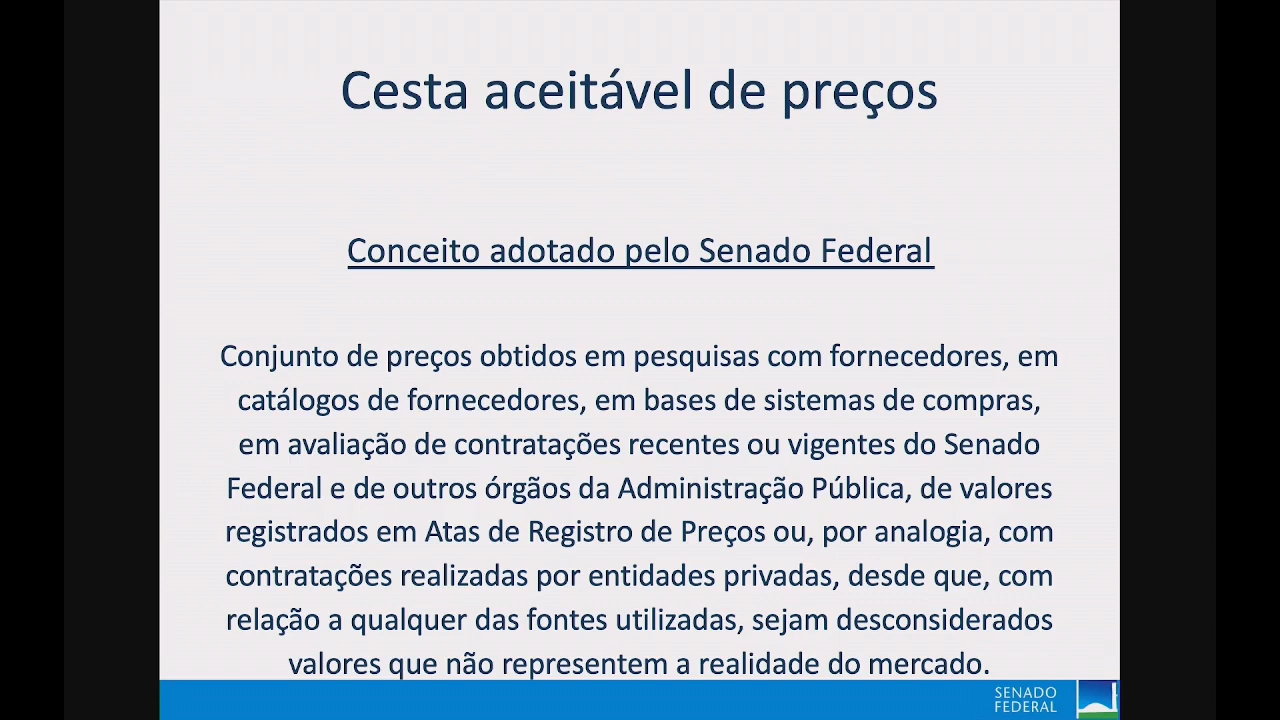 Cesta aceitável de preços
Conceito adotado pelo Senado Federal
Conjunto de preços obtidos em pesquisas com fornecedores, em
catálogos de fornecedores, em bases de sistemas de compras,
em avaliação de contratações recentes ou vigentes do Senado
Federal e de outros órgãos da Administração Pública, de valores
registrados em Atas de Registro de Preços ou, por analogia, com
contratações realizadas por entidades privadas, desde que, com
relação a qualquer das fontes utilizadas, sejam desconsiderados
valores que não representem a realidade do mercado.
SENADO
FEDERAL